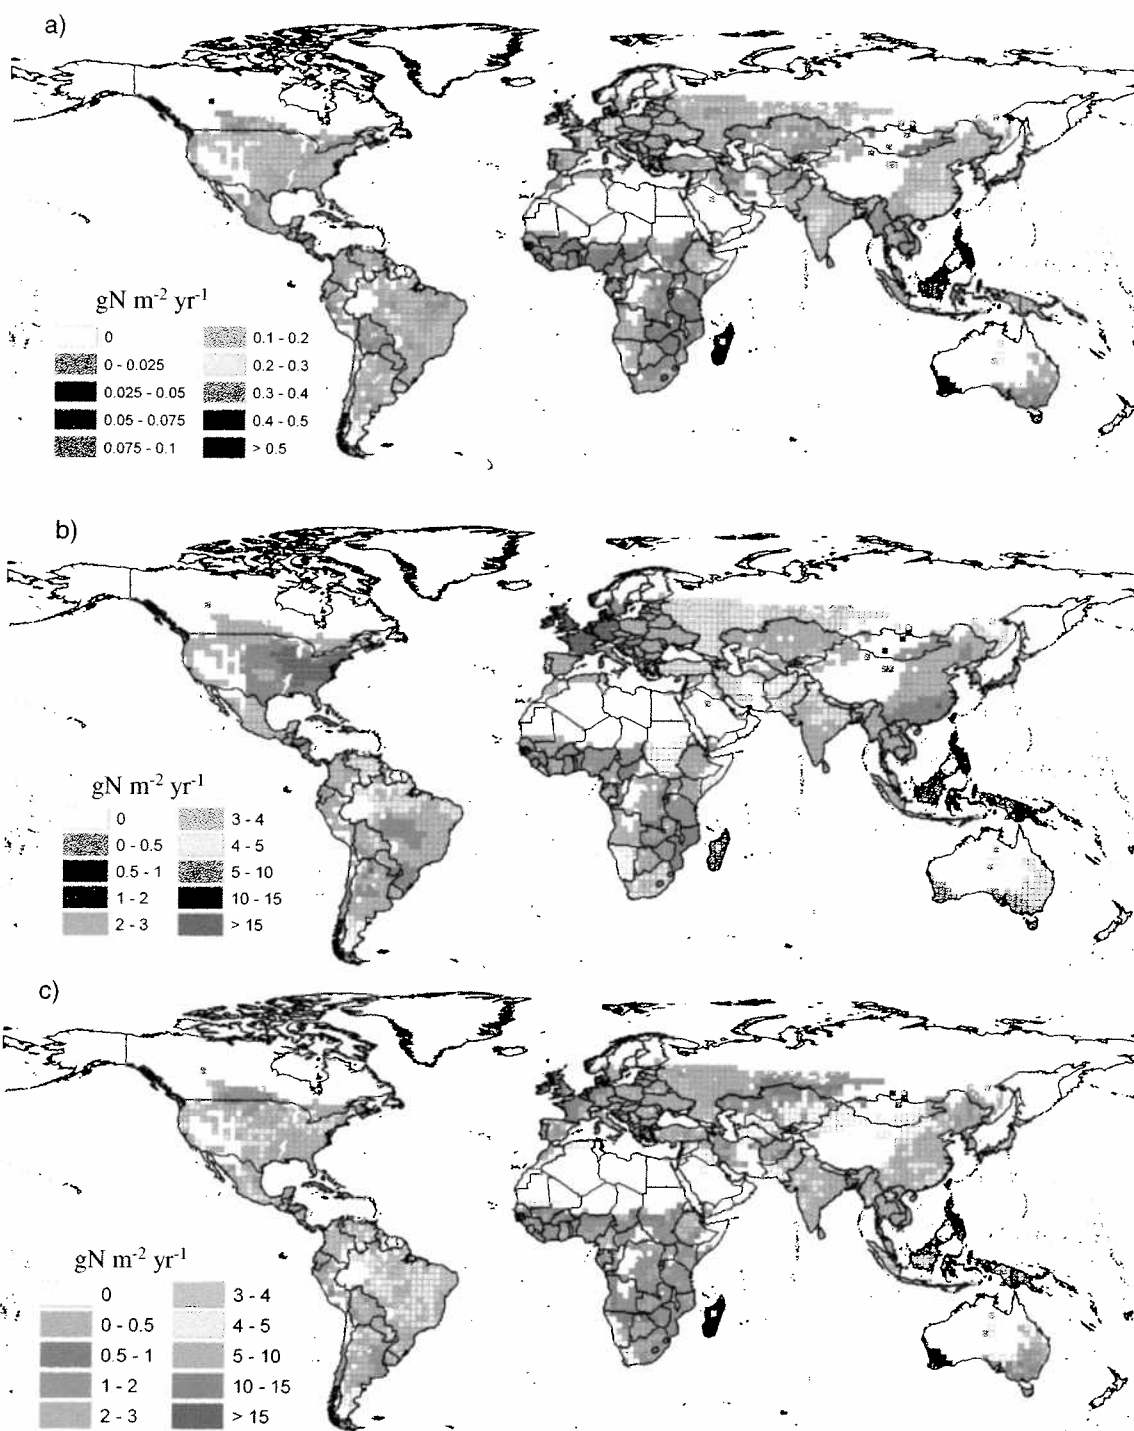 a)
gN m⁻² yr⁻¹
0
0 - 0.025
0.025 - 0.05
0.05 - 0.075
0.075 - 0.1
0.1 - 0.2
0.2 - 0.3
0.3 - 0.4
0.4 - 0.5
> 0.5
b)
gN m⁻² yr⁻¹
0
0 - 0.5
0.5 - 1
1 - 2
2 - 3
3 - 4
4 - 5
5 - 10
10 - 15
> 15
c)
gN m⁻² yr⁻¹
0
0 - 0.5
0.5 - 1
1 - 2
2 - 3
3 - 4
4 - 5
5 - 10
10 - 15
> 15